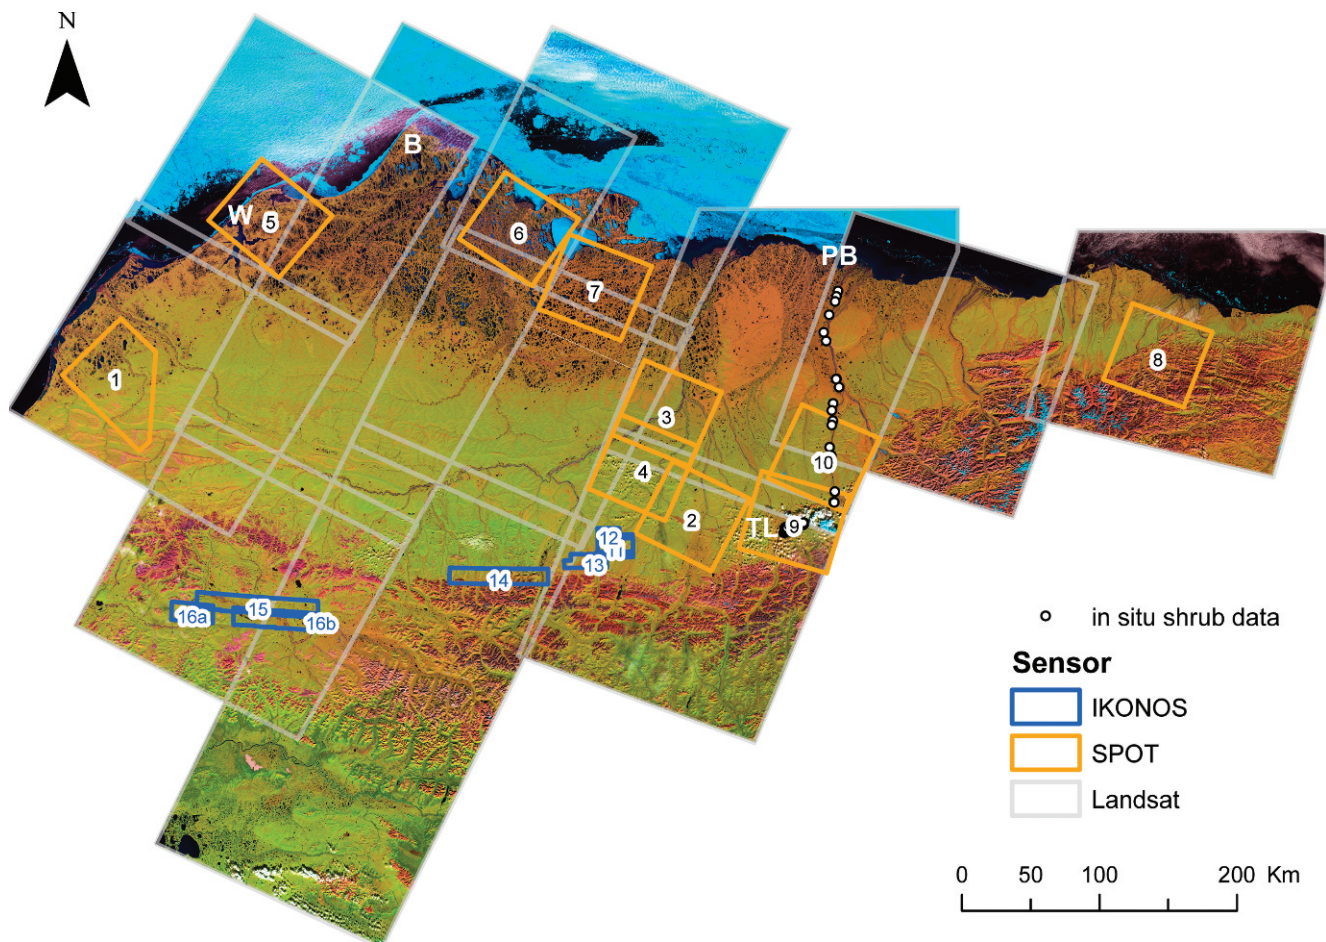 N
B
W
5
6
PB
7
8
1
3
10
4
2
TL 9
12
11
13
14
15
16a
16b
in situ shrub data
Sensor
IKONOS
SPOT
Landsat
0 50 100 200 Km